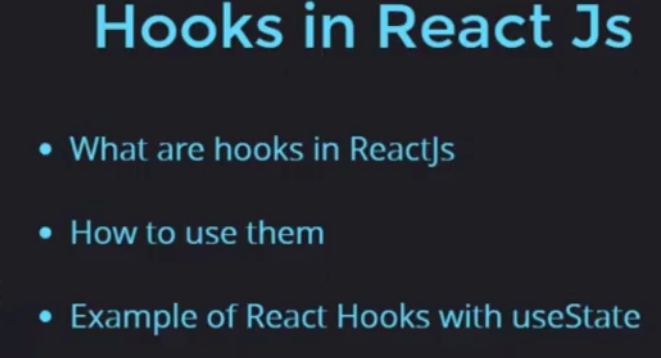 Hooks in React Js
• What are hooks in ReactJs
• How to use them
• Example of React Hooks with useState